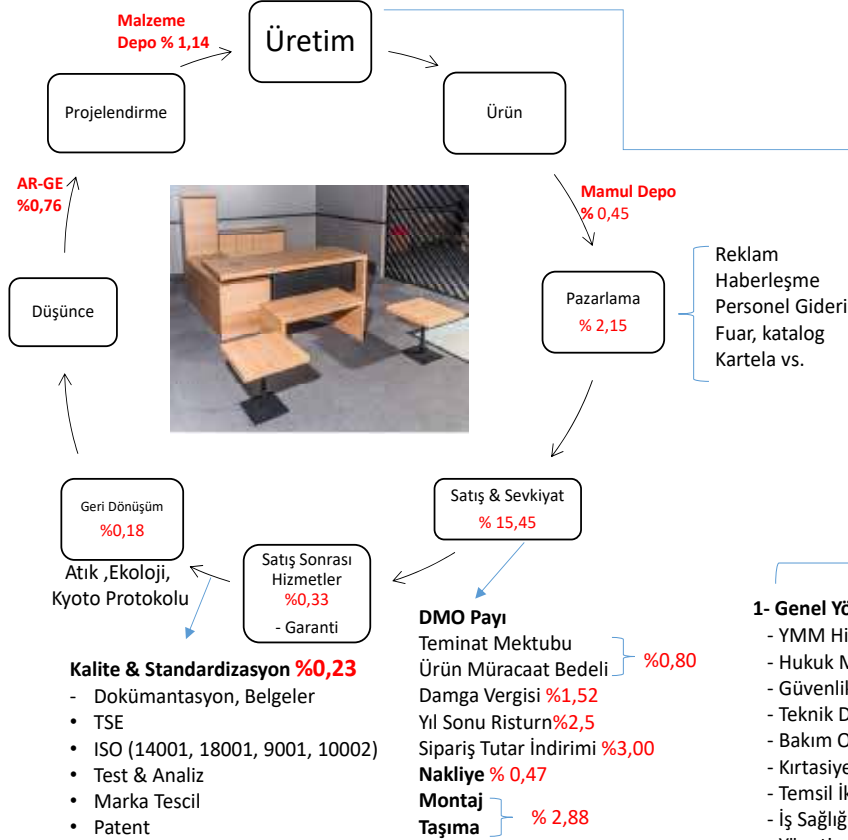 Malzeme
Depo % 1,14
Üretim
Projelendirme
Ürün
AR-GE
%0,76
Mamul Depo
% 0,45
Düşünce
Pazarlama
% 2,15
Reklam
Haberleşme
Personel Gideri
Fuar, katalog
Kartela vs.
Geri Dönüşüm
%0,18
Atık ,Ekoloji,
Kyoto Protokolu
Satış Sonrası
Hizmetler
%0,33
- Garanti
Satış & Sevkiyat
% 15,45
Kalite & Standardizasyon %0,23
- Dokümantasyon, Belgeler
• TSE
• ISO (14001, 18001, 9001, 10002)
• Test & Analiz
• Marka Tescil
• Patent
DMO Payı
Teminat Mektubu
Ürün Müracaat Bedeli
%0,80
Damga Vergisi %1,52
Yıl Sonu Risturn%2,5
Sipariş Tutar İndirimi %3,00
Nakliye % 0,47
Montaj
Taşıma
% 2,88
1- Genel Yö
- YMM Hi
- Hukuk M
- Güvenlik
- Teknik D
- Bakım O
- Kırtasiye
- Temsil İk
- İş Sağlığ